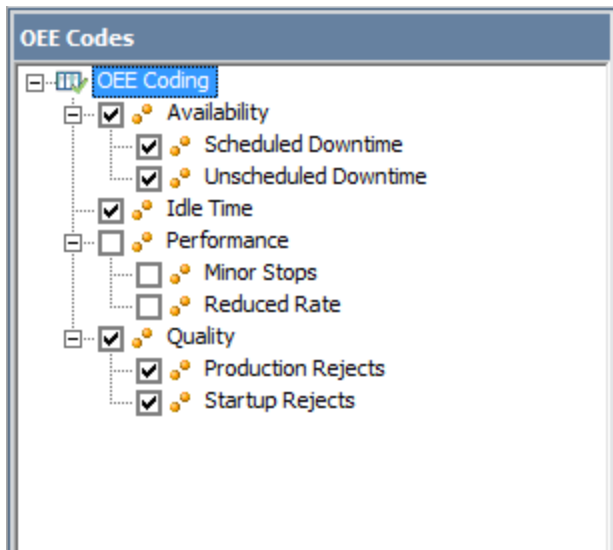 OEE Codes
OEE Coding
Availability
Scheduled Downtime
Unscheduled Downtime
Idle Time
Performance
Minor Stops
Reduced Rate
Quality
Production Rejects
Startup Rejects